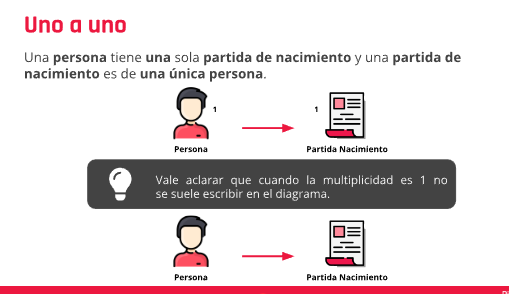 Uno a uno
Una persona tiene una sola partida de nacimiento y una partida de
nacimiento es de una única persona.
1 1
Persona Partida Nacimiento
Vale aclarar que cuando la multiplicidad es 1 no
se suele escribir en el diagrama.
Persona Partida Nacimiento